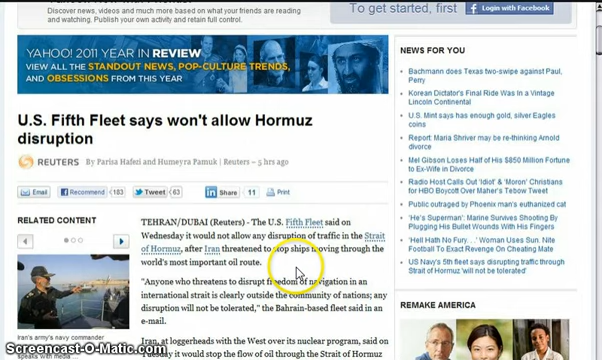 Discover news, videos and much more based on what your friends are reading
and watching. Publish your own activity and retain full control.
To get started, first
Login with Facebook
YAHOO! 2011 YEAR IN REVIEW
VIEW ALL THE STANDOUT NEWS, POP-CULTURE TRENDS,
AND OBSESSIONS FROM THIS YEAR
U.S. Fifth Fleet says won't allow Hormuz
disruption
REUTERS
By Parisa Hafezi and Humeyra Pamuk | Reuters – 5 hrs ago
Email
Recommend
183
Tweet
63
Share
11
Print
RELATED CONTENT
Iran's army navy commander
speaks with media
TEHRAN/DUBAI (Reuters) - The U.S. Fifth Fleet said on
Wednesday it would not allow any disruption of traffic in the Strait
of Hormuz, after Iran threatened to stop ships moving through the
world's most important oil route.
"Anyone who threatens to disrupt freedom of navigation in an
international strait is clearly outside the community of nations; any
disruption will not be tolerated," the Bahrain-based fleet said in an
e-mail.
Iran, at loggerheads with the West over its nuclear program, said on
Tuesday it would stop the flow of oil through the Strait of Hormuz
NEWS FOR YOU
Bachmann does Texas two-swipe against Paul,
Perry
Korean Dictator's Final Ride Was in a Vintage
Lincoln Continental
U.S. Mint says has enough gold, silver Eagles
coins
Report: Maria Shriver may be re-thinking Arnold
divorce
Mel Gibson Loses Half of His $850 Million Fortune
to Ex-Wife in Divorce
Radio Host Calls Out 'Idiot' & 'Moron' Christians
for HBO Boycott Over Maher's Tebow Tweet
Public outraged by Phoenix man's euthanized cat
'He's Superman': Marine Survives Shooting By
Plugging His Bullet Wounds With His Fingers
'Hell Hath No Fury. . .' Woman Uses Sun. Nite
Football To Exact Revenge On Cheating Mate
US Navy's 5th fleet says disrupting traffic through
Strait of Hormuz 'will not be tolerated'
REMAKE AMERICA
Screencast-O-Matic.com